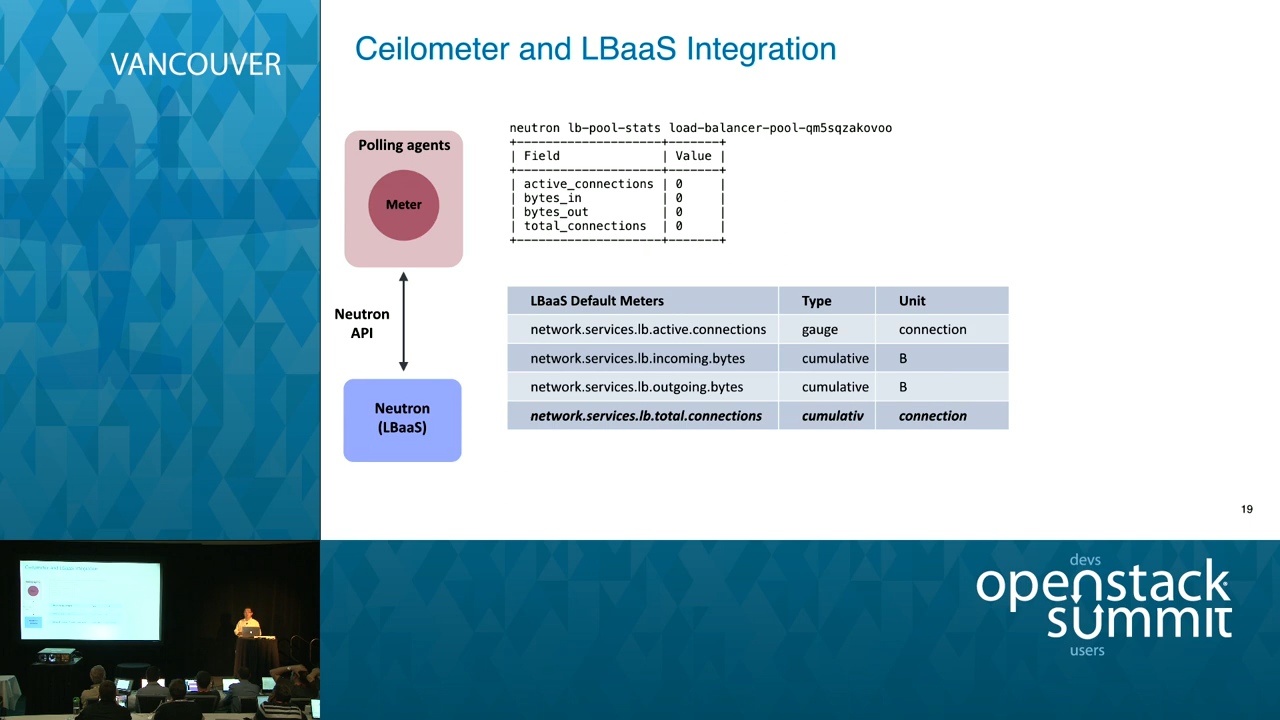 VANCOUVER
Ceilometer and LBaaS Integration
Polling agents
Meter
Neutron
API
Neutron
(LBaaS)
neutron lb-pool-stats load-balancer-pool-qm5sqzakovoo
+--------------------+-------+
| Field              | Value |
+--------------------+-------+
| active_connections | 0     |
| bytes_in           | 0     |
| bytes_out          | 0     |
| total_connections  | 0     |
+--------------------+-------+
LBaaS Default Meters Type Unit
network.services.lb.active.connections gauge connection
network.services.lb.incoming.bytes cumulative B
network.services.lb.outgoing.bytes cumulative B
network.services.lb.total.connections cumulativ connection
19
devs
openstack
summit
users